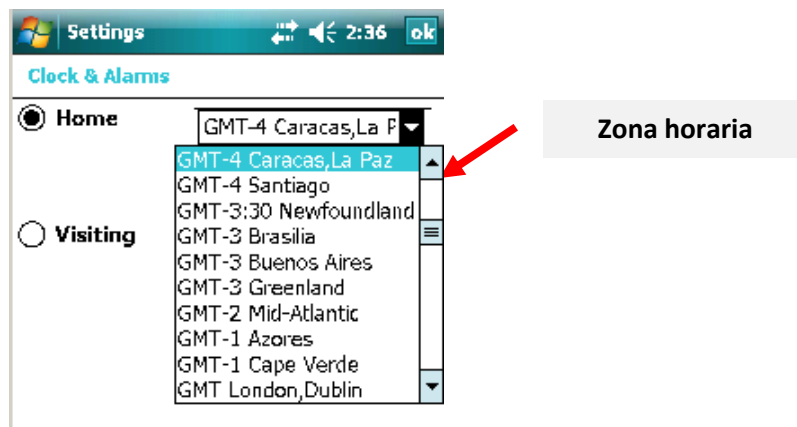 Settings 2:36 ok
Clock & Alarms
Home GMT-4 Caracas,La P
Zona horaria
GMT-4 Caracas,La Paz
GMT-4 Santiago
GMT-3:30 Newfoundland
Visiting
GMT-3 Brasilia
GMT-3 Buenos Aires
GMT-3 Greenland
GMT-2 Mid-Atlantic
GMT-1 Azores
GMT-1 Cape Verde
GMT London,Dublin